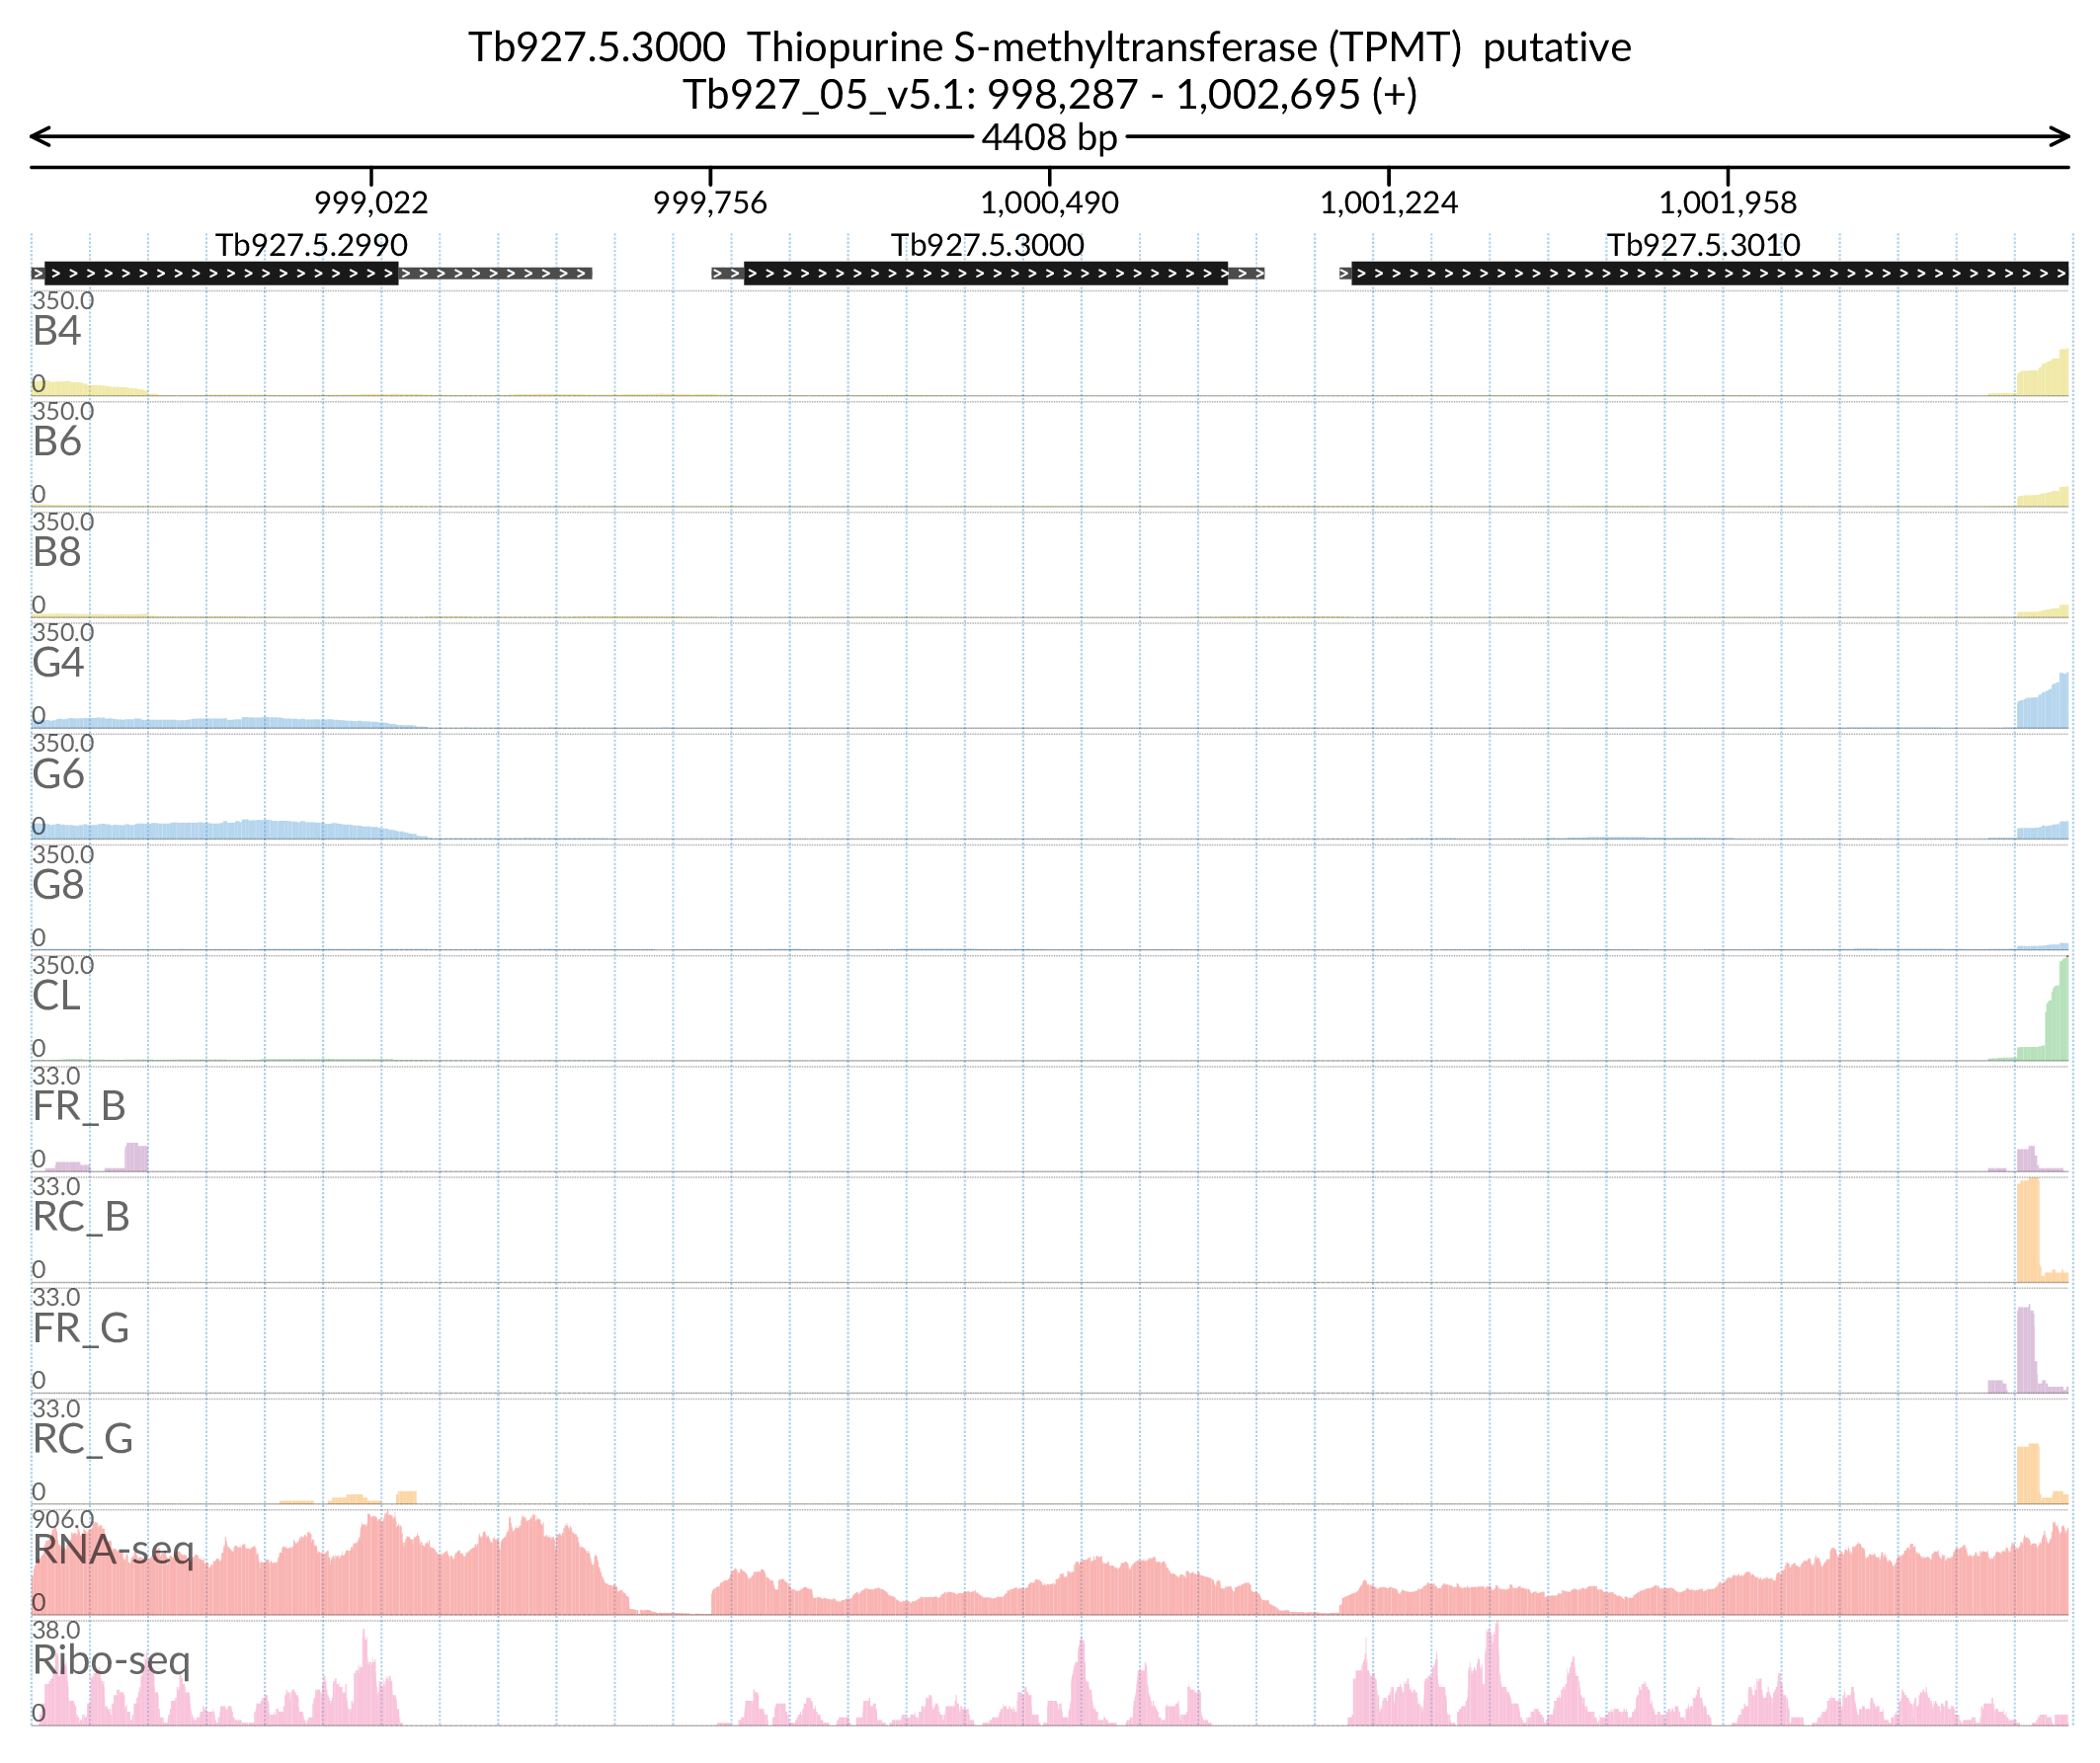 Tb927.5.3000 Thiopurine S-methyltransferase (TPMT) putative
Tb927_05_v5.1: 998,287 - 1,002,695 (+)
4408 bp
999,022 999,756 1,000,490 1,001,224 1,001,958
Tb927.5.2990 Tb927.5.3000 Tb927.5.3010
350.0
B4
0
350.0
B6
0
350.0
B8
0
350.0
G4
0
350.0
G6
0
350.0
G8
0
350.0
CL
0
33.0
FR_B
0
33.0
RC_B
0
33.0
FR_G
0
33.0
RC_G
0
906.0
RNA-seq
0
38.0
Ribo-seq
0